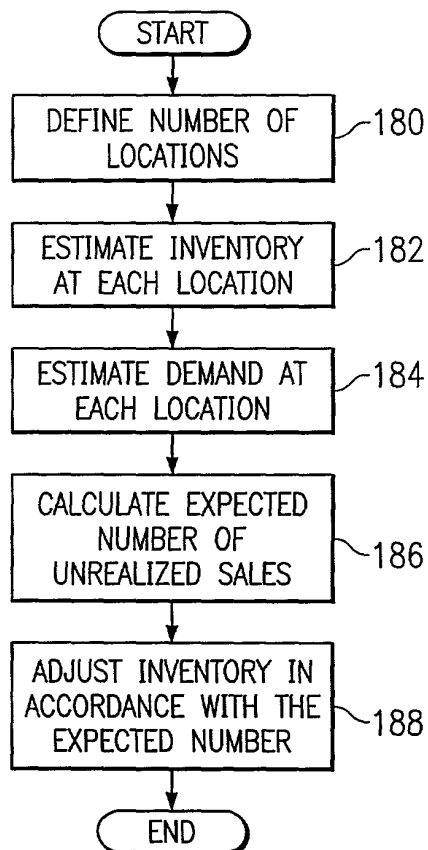 START
DEFINE NUMBER OF
LOCATIONS
180
ESTIMATE INVENTORY
AT EACH LOCATION
182
ESTIMATE DEMAND AT
EACH LOCATION
184
CALCULATE EXPECTED
NUMBER OF
UNREALIZED SALES
186
ADJUST INVENTORY IN
ACCORDANCE WITH THE
EXPECTED NUMBER
188
END